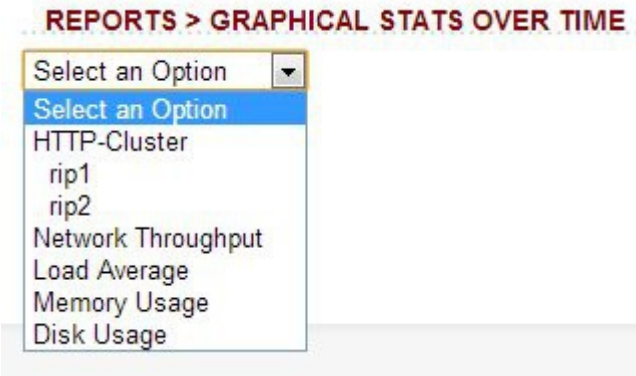 REPORTS > GRAPHICAL STATS OVER TIME
Select an Option
Select an Option
HTTP-Cluster
rip1
rip2
Network Throughput
Load Average
Memory Usage
Disk Usage